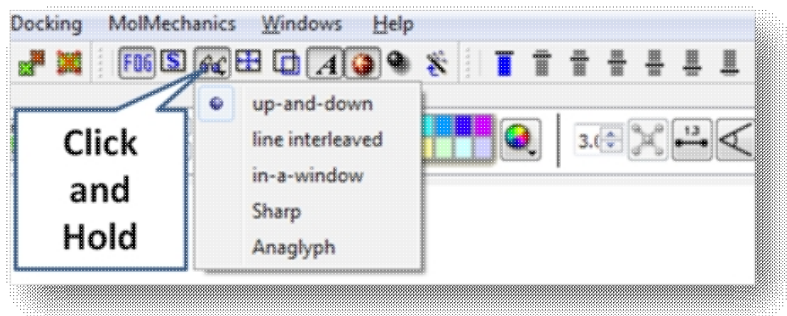 Docking MolMechanics Windows Help
FOG S A
up-and-down
line interleaved
in-a-window
Sharp
Anaglyph
3.0 1.3
Click
and
Hold